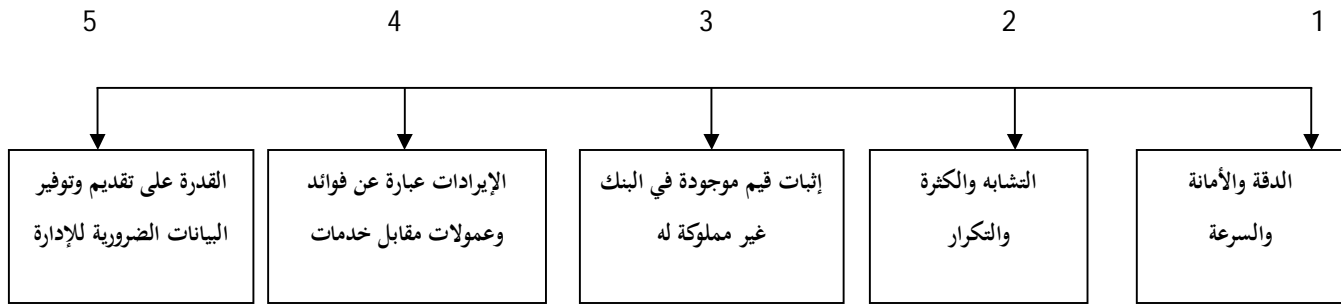 1
2
3
4
5
الدقة والأمانة
والسرعة
التشابه والكثرة
والتكرار
إثبات قيم موجودة في البنك
غير مملوكة له
الإيرادات عبارة عن فوائد
وعمولات مقابل خدمات
القدرة على تقديم وتوفير
البيانات الضرورية للإدارة